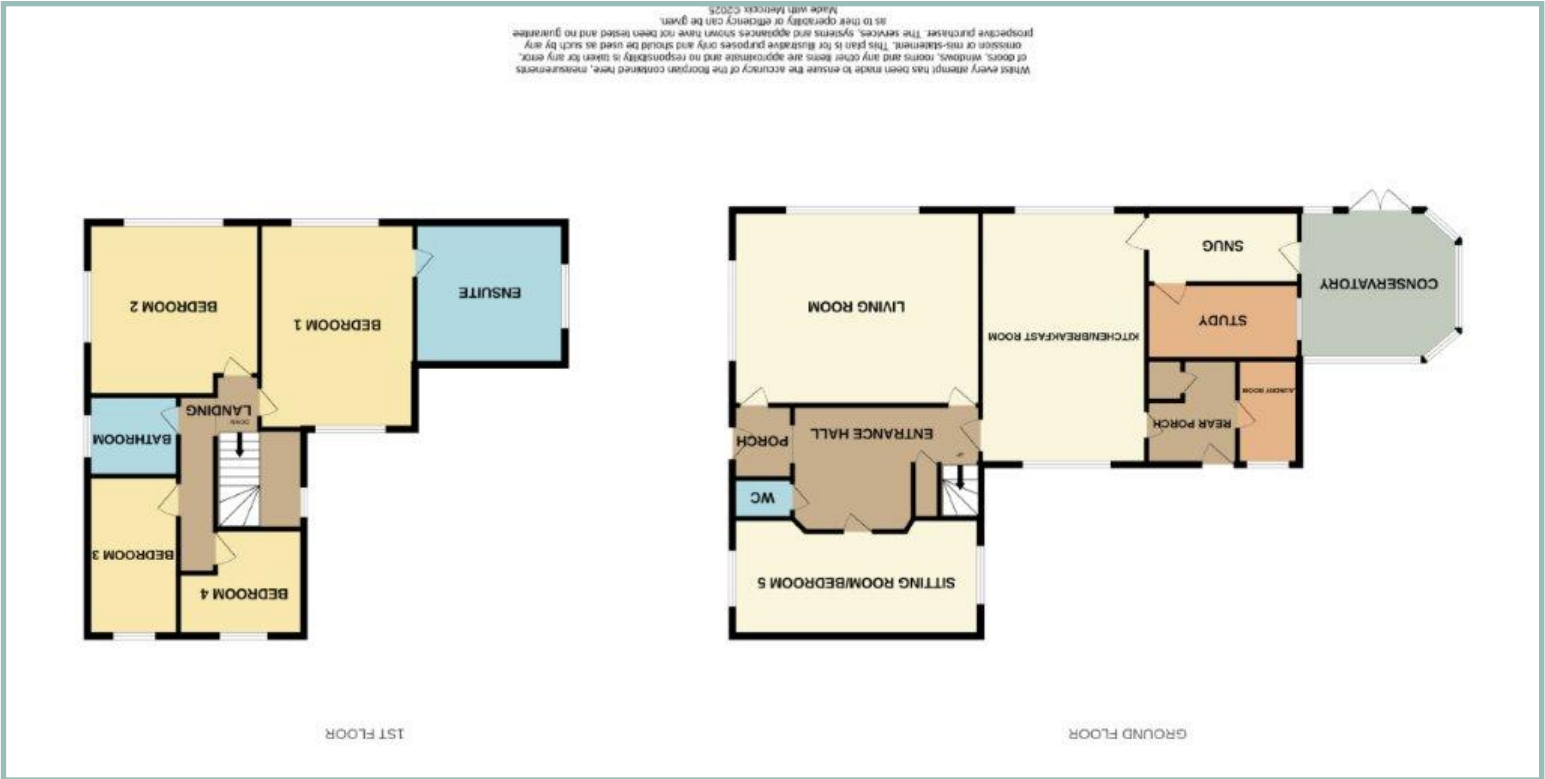 GROUND FLOOR
1ST FLOOR
SITTING ROOM/BEDROOM 5
WC
PORCH
ENTRANCE HALL
UP
REAR PORCH
LAUNDRY ROOM
KITCHEN/BREAKFAST ROOM
STUDY
LIVING ROOM
CONSERVATORY
SNUG
BEDROOM 4
BEDROOM 3
BATHROOM
DOWN
LANDING
BEDROOM 1
BEDROOM 2
ENSUITE
Whilst every attempt has been made to ensure the accuracy of the floorplan contained here, measurements
of doors, windows, rooms and any other items are approximate and no responsibility is taken for any error,
omission or mis-statement. This plan is for illustrative purposes only and should be used as such by any
prospective purchaser. The services, systems and appliances shown have not been tested and no guarantee
as to their operability or efficiency can be given.
Made with Metropix ©2025